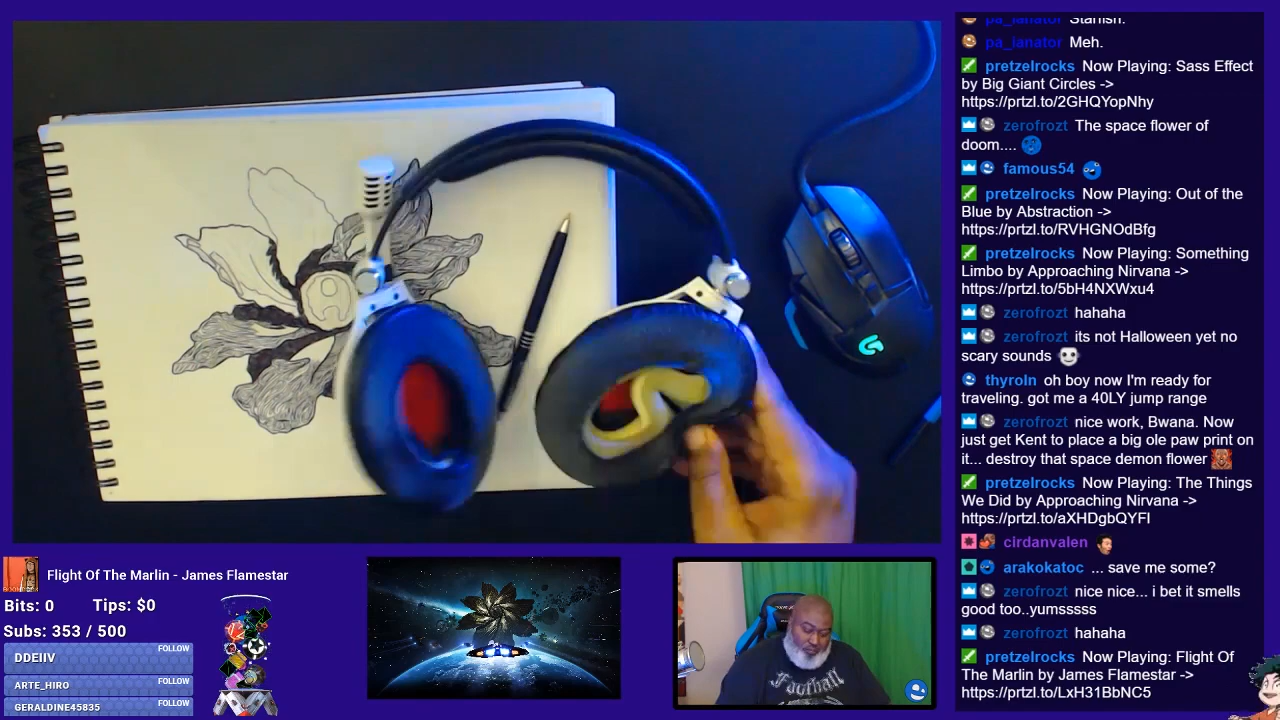 pa_ianator Starfish.
pa_ianator Meh.
pretzelrocks Now Playing: Sass Effect
by Big Giant Circles ->
https://prtzl.to/2GHQYopNhy
zerofrozt The space flower of
doom....
famous54
pretzelrocks Now Playing: Out of the
Blue by Abstraction ->
https://prtzl.to/RVHGNOdBfg
pretzelrocks Now Playing: Something
Limbo by Approaching Nirvana ->
https://prtzl.to/5bH4NXWxu4
zerofrozt hahaha
zerofrozt its not Halloween yet no
scary sounds
thyroln oh boy now I'm ready for
traveling. got me a 40LY jump range
zerofrozt nice work, Bwana. Now
just get Kent to place a big ole paw print on
it... destroy that space demon flower
pretzelrocks Now Playing: The Things
We Did by Approaching Nirvana ->
https://prtzl.to/aXHDgbQYFI
cirdanvalen
arakokatoc ... save me some?
zerofrozt nice nice... i bet it smells
good too..yumsssss
zerofrozt hahaha
pretzelrocks Now Playing: Flight Of
The Marlin by James Flamestar ->
https://prtzl.to/LxH31BbNC5
Flight Of The Marlin - James Flamestar
Bits: 0 Tips: $0
Subs: 353 / 500
DDEIIV FOLLOW
ARTE_HIRO FOLLOW
GERALDINE45835 FOLLOW
Football